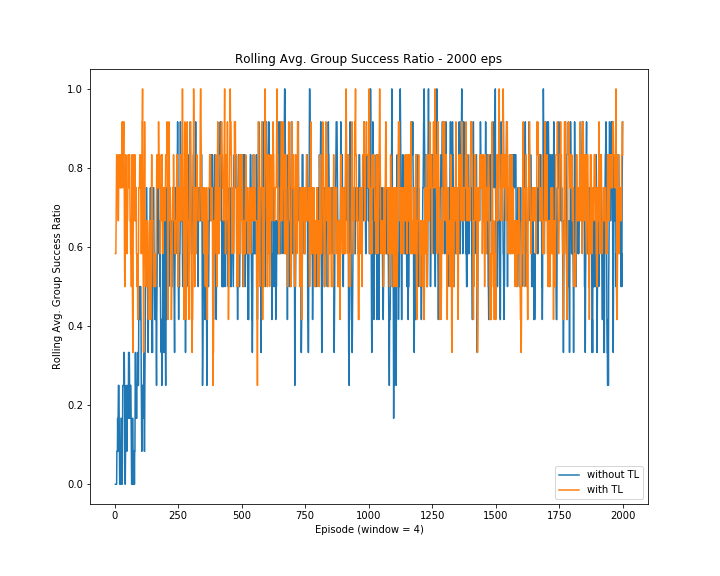 Rolling Avg. Group Success Ratio - 2000 eps
Rolling Avg. Group Success Ratio
1.0
0.8
0.6
0.4
0.2
0.0
without TL
with TL
0 250 500 750 1000 1250 1500 1750 2000
Episode (window = 4)